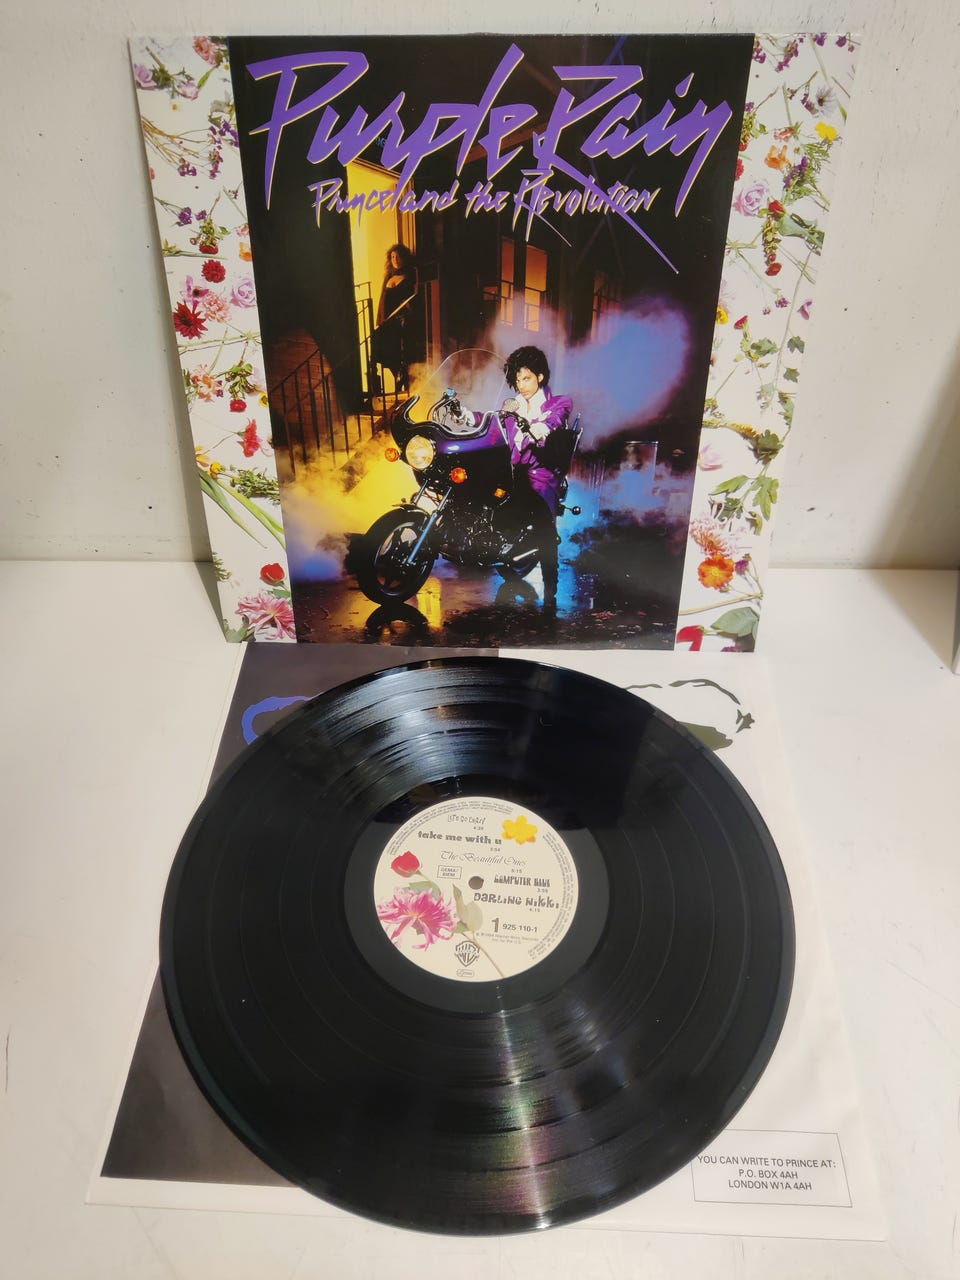 Purple Rain
Prince and the Revolution
LET'S GO CRAZY
4:39
take me with u
3:54
The Beautiful Ones
5:15
GEMA/
BIEM
COMPUTER BLUE
3:59
DARLING NIKKI
4:15
1 925 110-1
YOU CAN WRITE TO PRINCE AT:
P.O. BOX 4AH
LONDON W1A 4AH